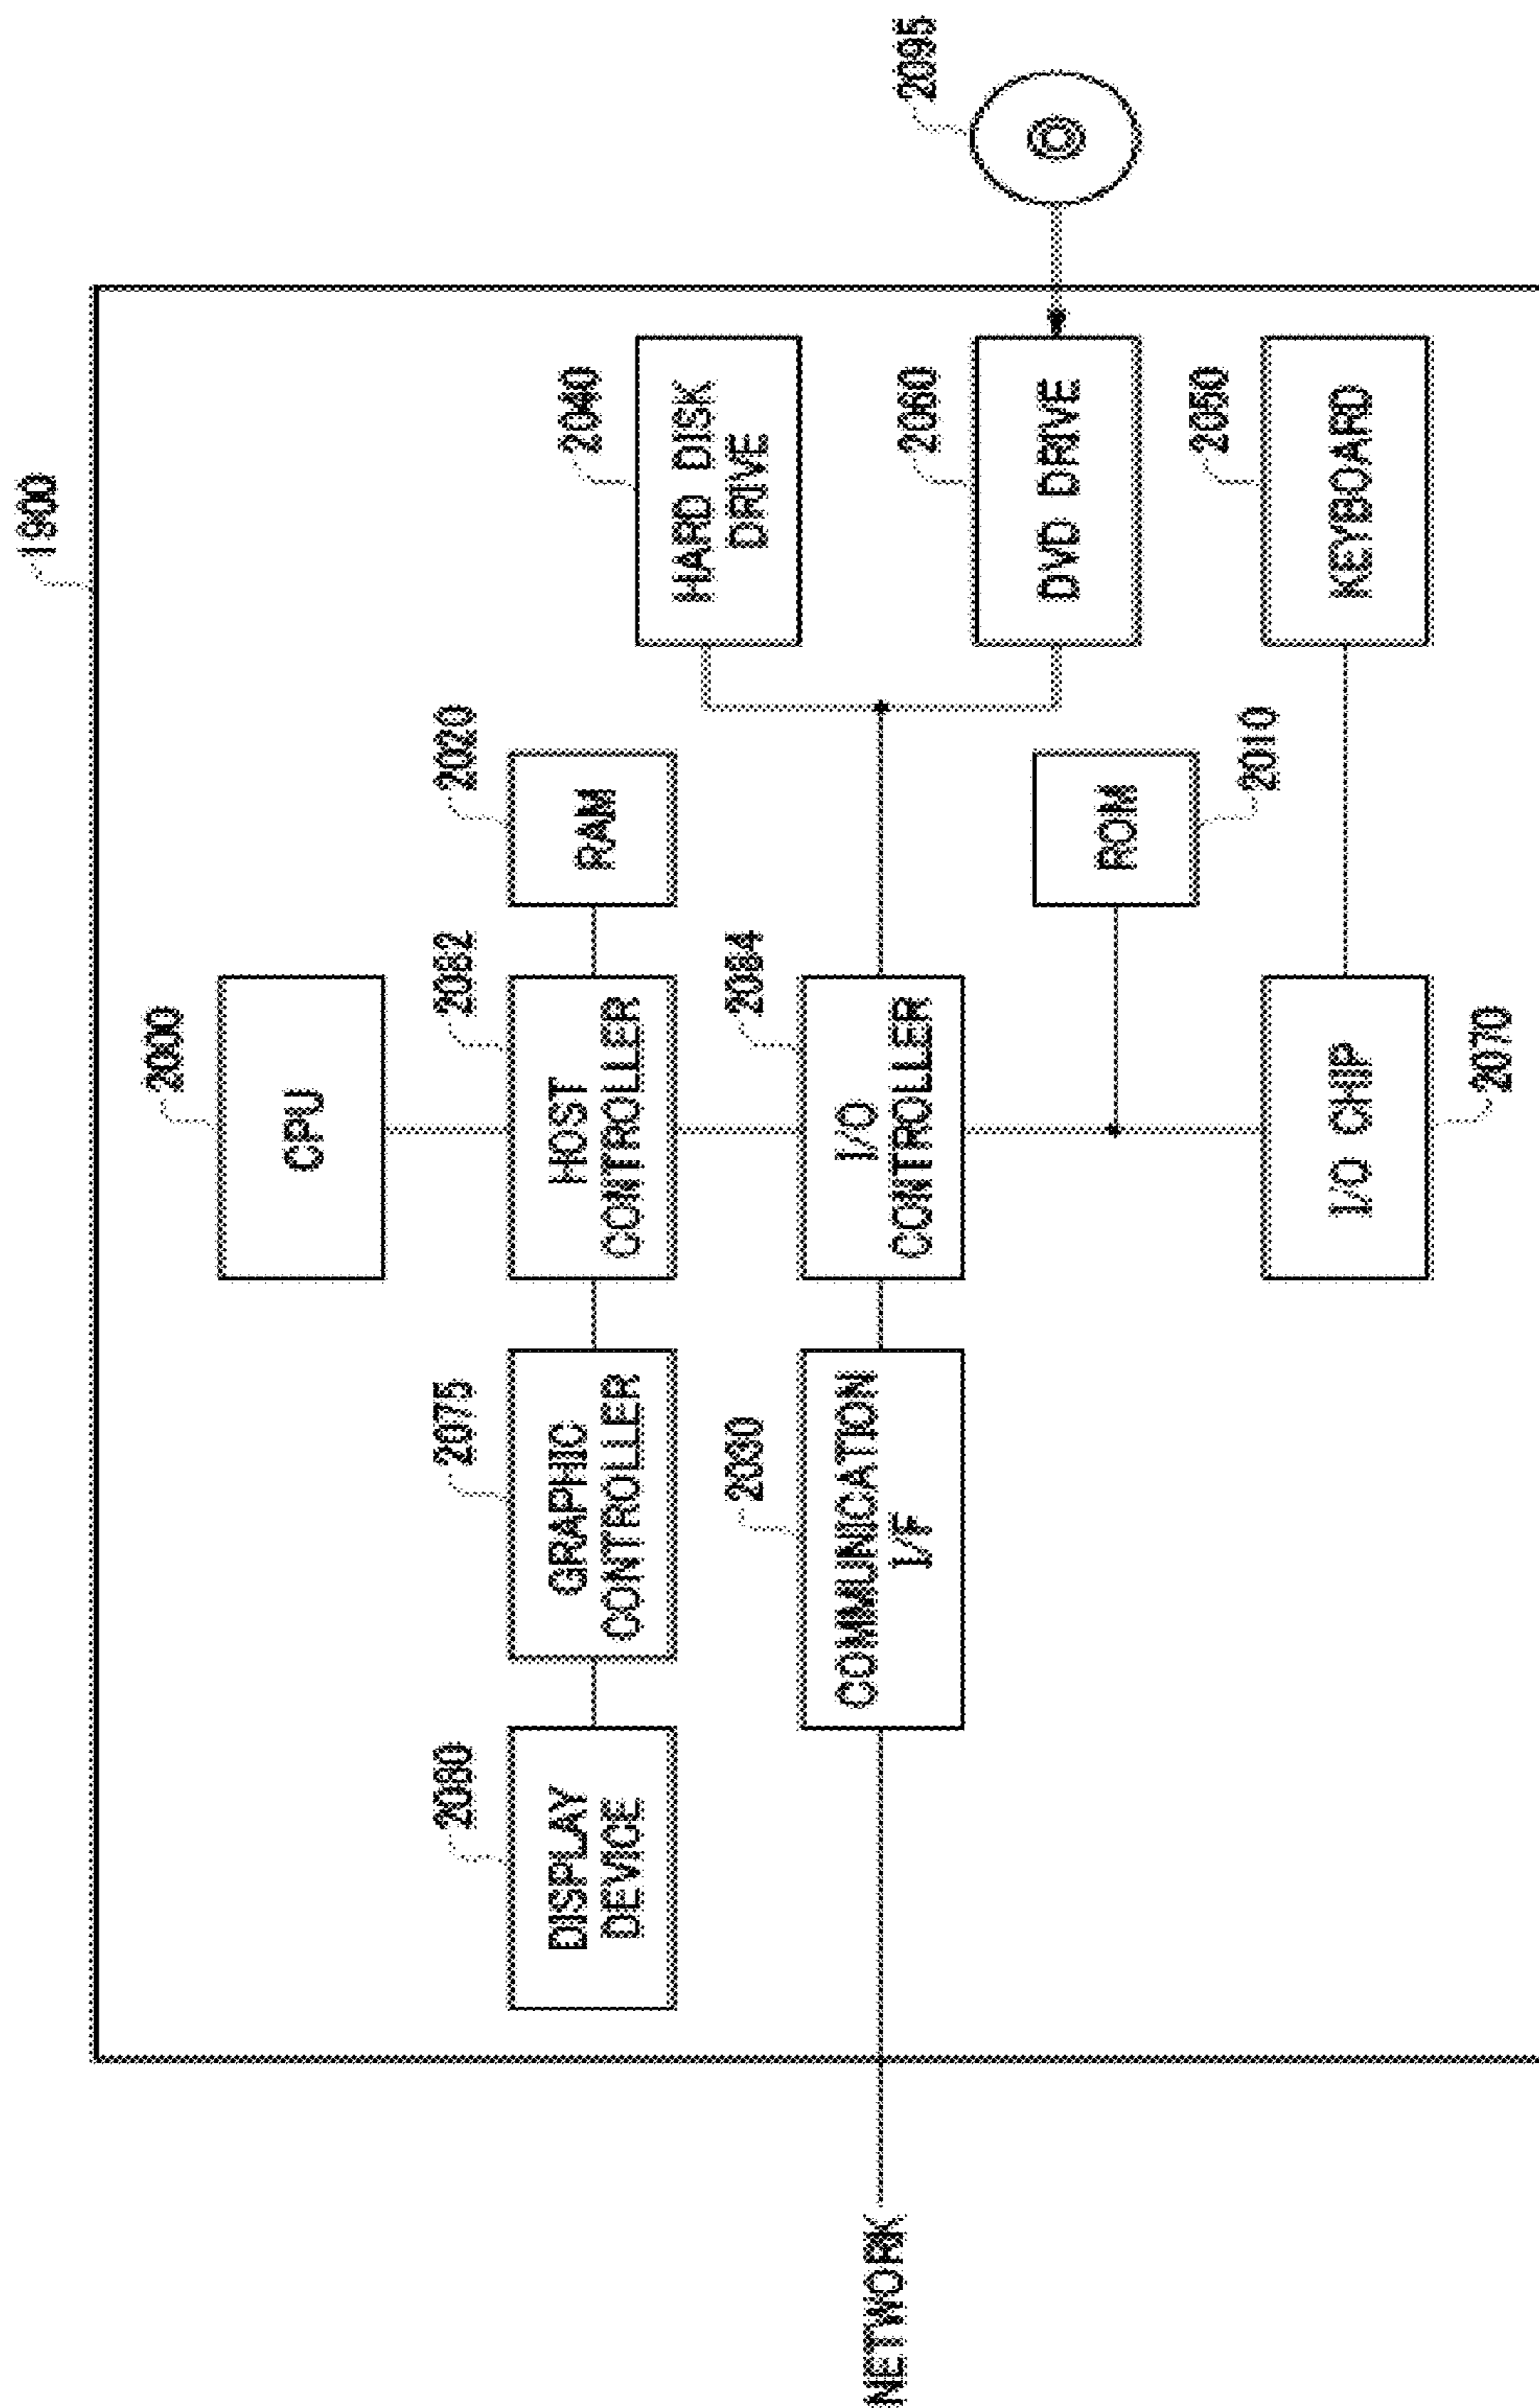 1900
2000
CPU
2080
DISPLAY
DEVICE
2075
GRAPHIC
CONTROLLER
2082
HOST
CONTROLLER
2020
RAM
2040
HARD DISK
DRIVE
2030
COMMUNICATION
I/F
2084
I/O
CONTROLLER
NETWORK
2060
DVD DRIVE
2095
ROM
2010
2050
KEYBOARD
I/O CHIP
2070